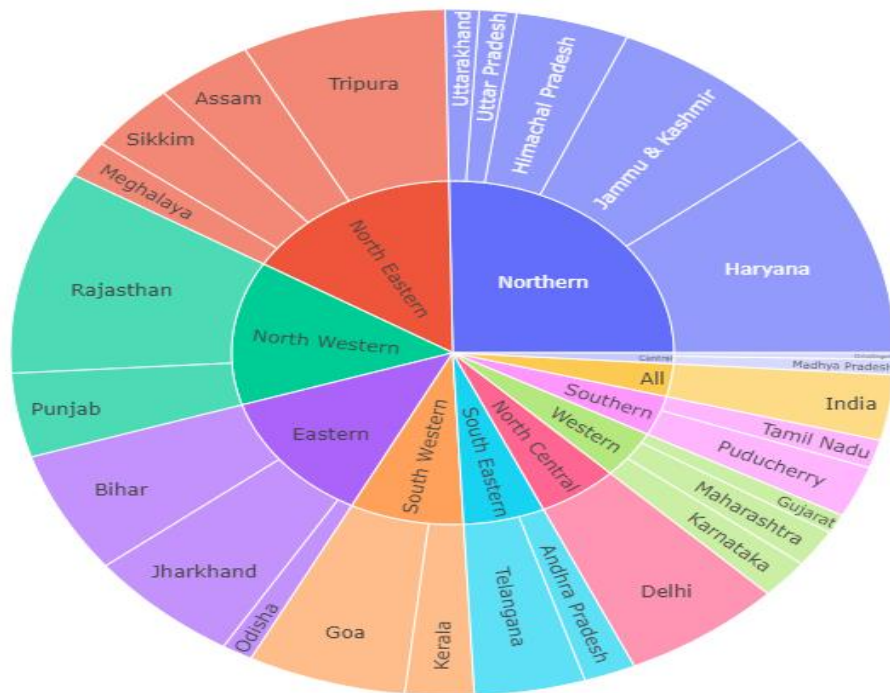 Uttarakhand
Uttar Pradesh
Himachal Pradesh
Jammu & Kashmir
Haryana
Tripura
Assam
Sikkim
Meghalaya
North Eastern
Northern
Rajasthan
North Western
Central
Madhya Pradesh
All
India
Punjab
Southern
Tamil Nadu
Puducherry
Eastern
Western
Gujarat
Maharashtra
Karnataka
Bihar
South Western
South Eastern
North Central
Jharkhand
Odisha
Goa
Kerala
Telangana
Andhra Pradesh
Delhi